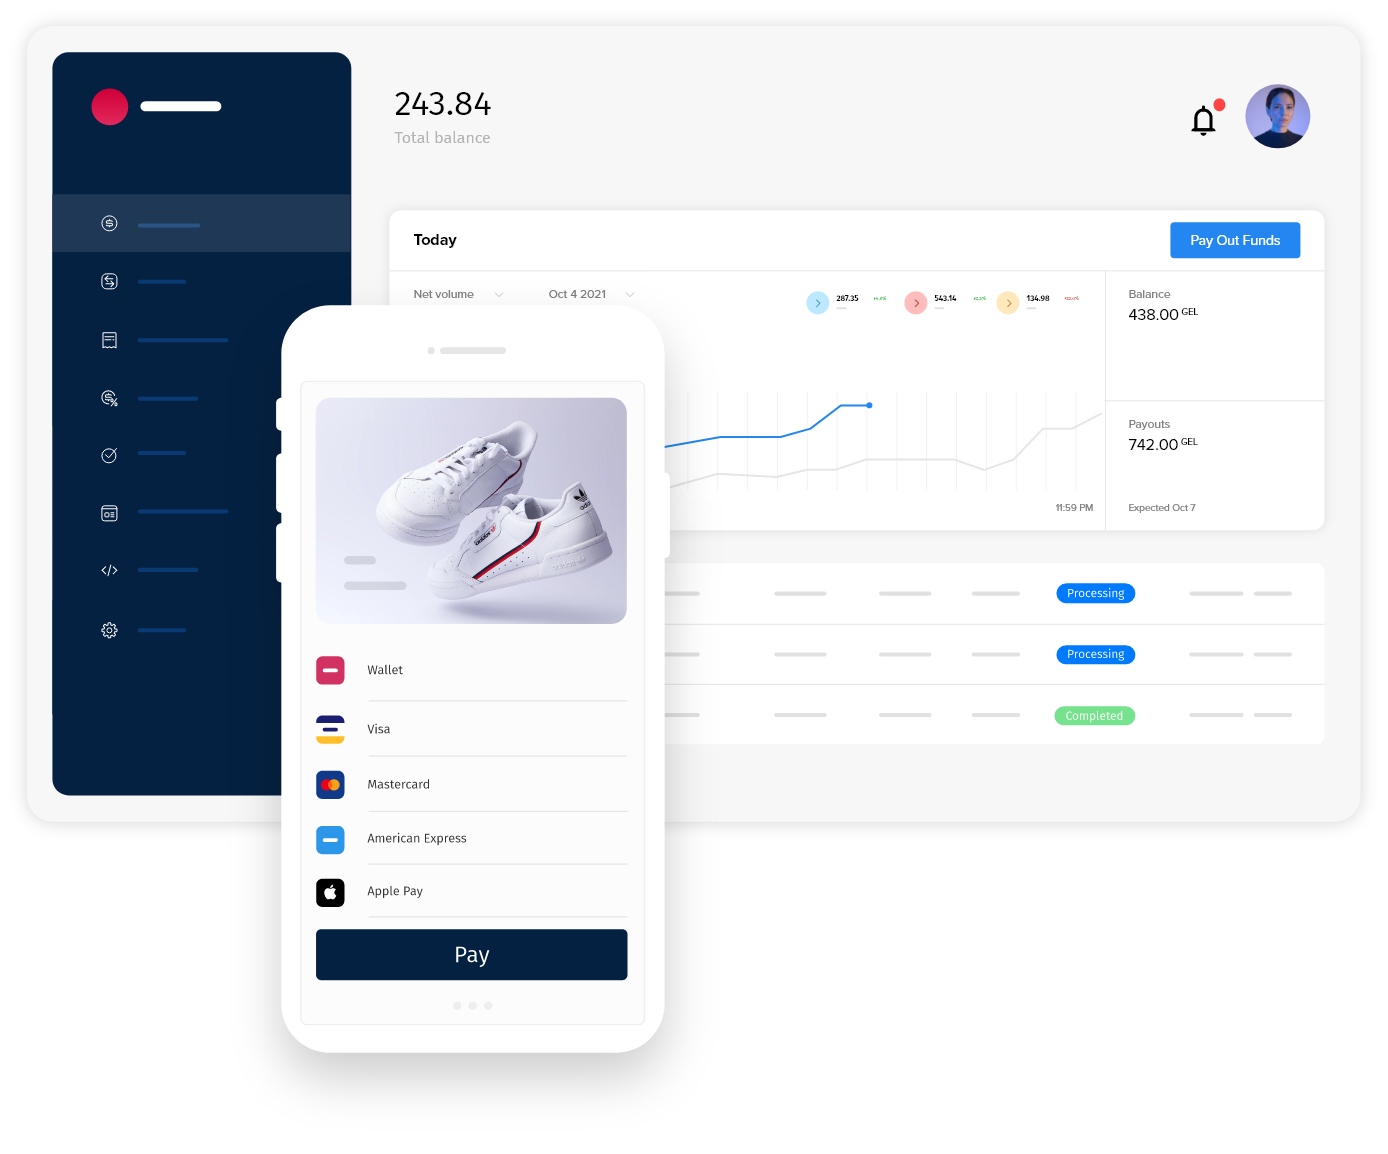 243.84
Total balance
Today
Pay Out Funds
Net volume
Oct 4 2021
287.35
543.14
134.98
Balance
438.00 GEL
Payouts
742.00 GEL
11:59 PM
Expected Oct 7
Processing
Processing
Completed
Wallet
Visa
Mastercard
American Express
Apple Pay
Pay